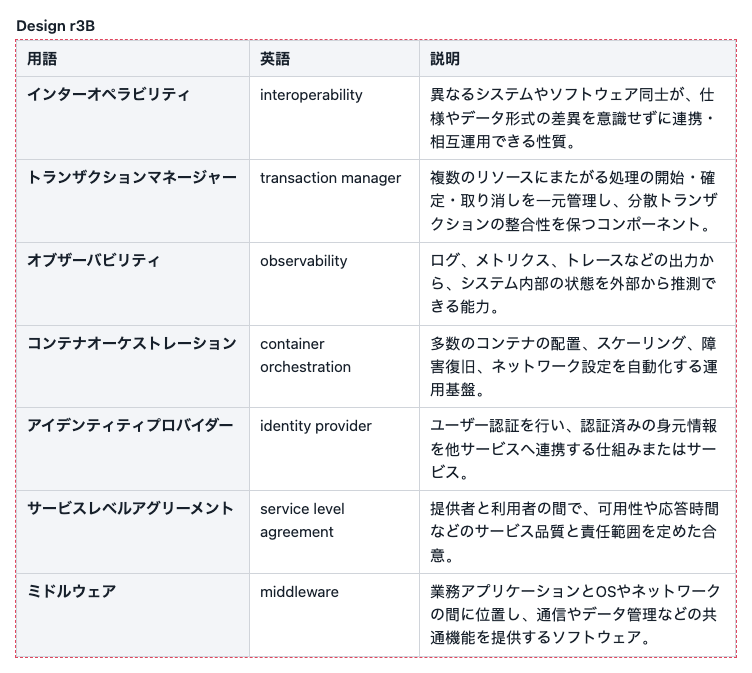 Design r3B
用語 英語 説明
インターオペラビリティ interoperability 異なるシステムやソフトウェア同士が、仕
様やデータ形式の差異を意識せずに連携・
相互運用できる性質。
トランザクションマネージャー transaction manager 複数のリソースにまたがる処理の開始・確
定・取り消しを一元管理し、分散トランザ
クションの整合性を保つコンポーネント。
オブザーバビリティ observability ログ、メトリクス、トレースなどの出力か
ら、システム内部の状態を外部から推測で
きる能力。
コンテナオーケストレーション container 多数のコンテナの配置、スケーリング、障
orchestration 害復旧、ネットワーク設定を自動化する運
用基盤。
アイデンティティプロバイダー identity provider ユーザー認証を行い、認証済みの身元情報
を他サービスへ連携する仕組みまたはサー
ビス。
サービスレベルアグリーメント service level 提供者と利用者の間で、可用性や応答時間
agreement などのサービス品質と責任範囲を定めた合
意。
ミドルウェア middleware 業務アプリケーションとOSやネットワーク
の間に位置し、通信やデータ管理などの共
通機能を提供するソフトウェア。